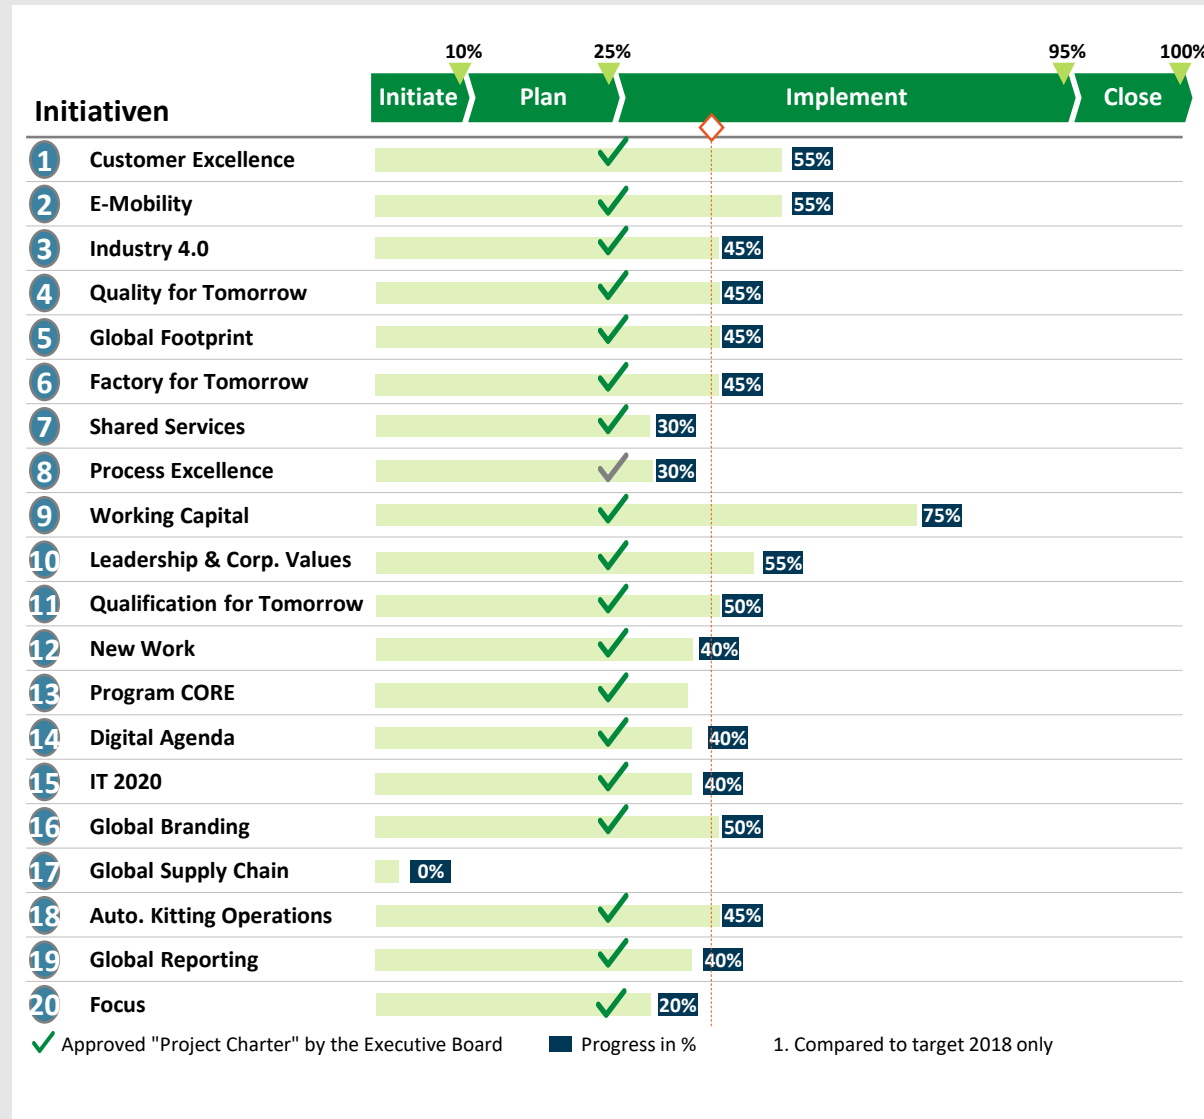 10% 25% 95% 100%
Initiate Plan Implement Close
Initiativen
1 Customer Excellence 55%
2 E-Mobility 55%
3 Industry 4.0 45%
4 Quality for Tomorrow 45%
5 Global Footprint 45%
6 Factory for Tomorrow 45%
7 Shared Services 30%
8 Process Excellence 30%
9 Working Capital 75%
10 Leadership & Corp. Values 55%
11 Qualification for Tomorrow 50%
12 New Work 40%
13 Program CORE
14 Digital Agenda 40%
15 IT 2020 40%
16 Global Branding 50%
17 Global Supply Chain 0%
18 Auto. Kitting Operations 45%
19 Global Reporting 40%
20 Focus 20%
Approved "Project Charter" by the Executive Board Progress in % 1. Compared to target 2018 only